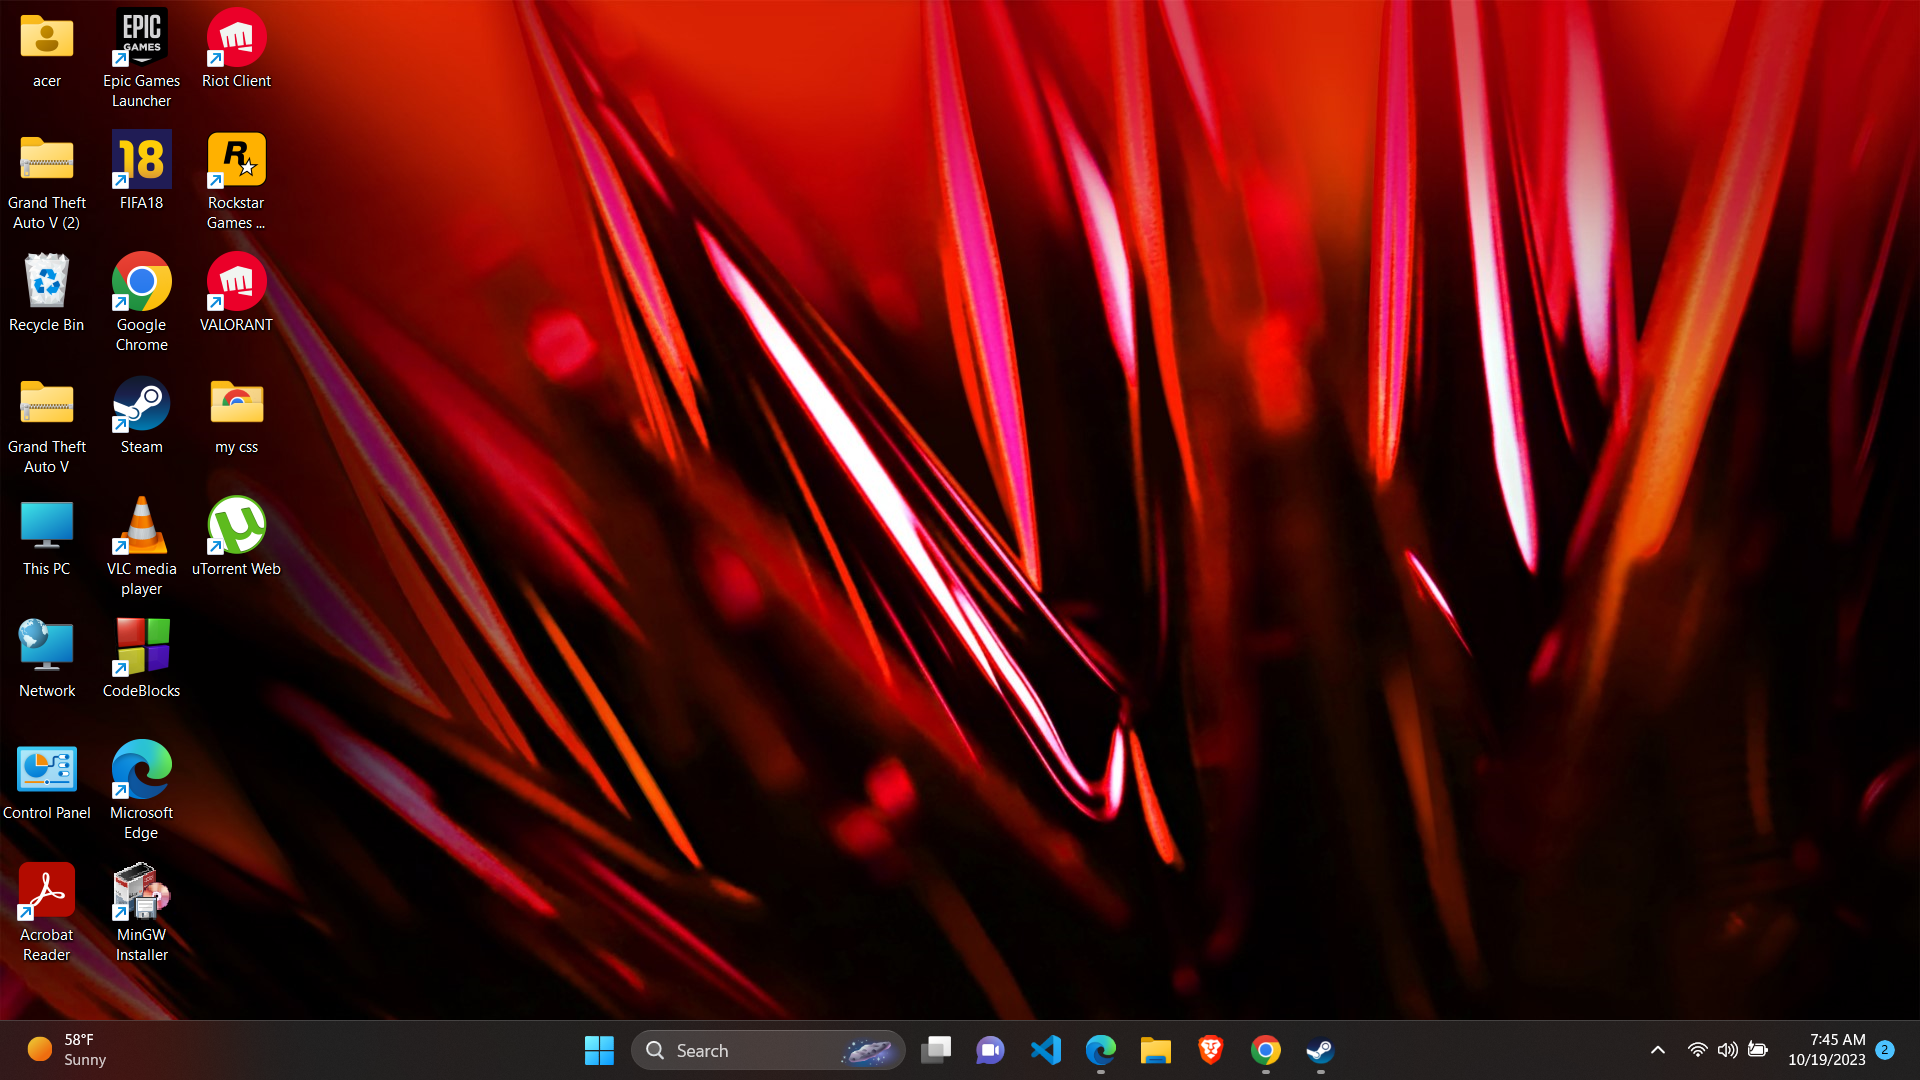 acer
EPIC
GAMES
Epic Games
Launcher
Riot Client
Grand Theft
Auto V (2)
18
FIFA18
R
Rockstar
Games ...
Recycle Bin
Google
Chrome
VALORANT
Grand Theft
Auto V
Steam
my css
This PC
VLC media
player
µ
uTorrent Web
Network
CodeBlocks
Control Panel
Microsoft
Edge
Acrobat
Reader
MinGW
Installer
58°F
Sunny
Search
7:45 AM
10/19/2023
2